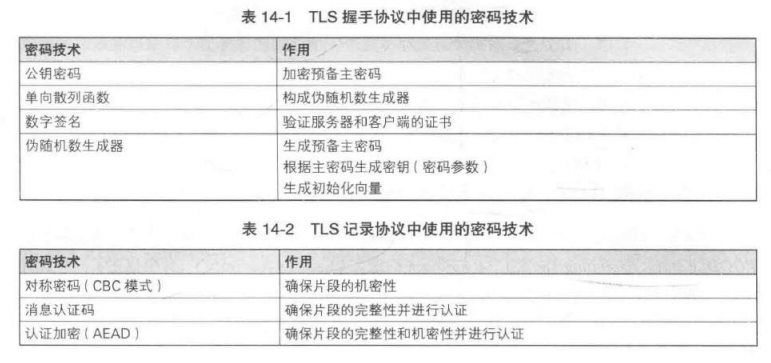 表 14-1 TLS 握手协议中使用的密码技术
密码技术 作用
公钥密码 加密预备主密码
单向散列函数 构成伪随机数生成器
数字签名 验证服务器和客户端的证书
伪随机数生成器 生成预备主密码
根据主密码生成密钥（密码参数）
生成初始化向量
表 14-2 TLS 记录协议中使用的密码技术
密码技术 作用
对称密码（CBC 模式） 确保片段的机密性
消息认证码 确保片段的完整性并进行认证
认证加密（AEAD） 确保片段的完整性和机密性并进行认证